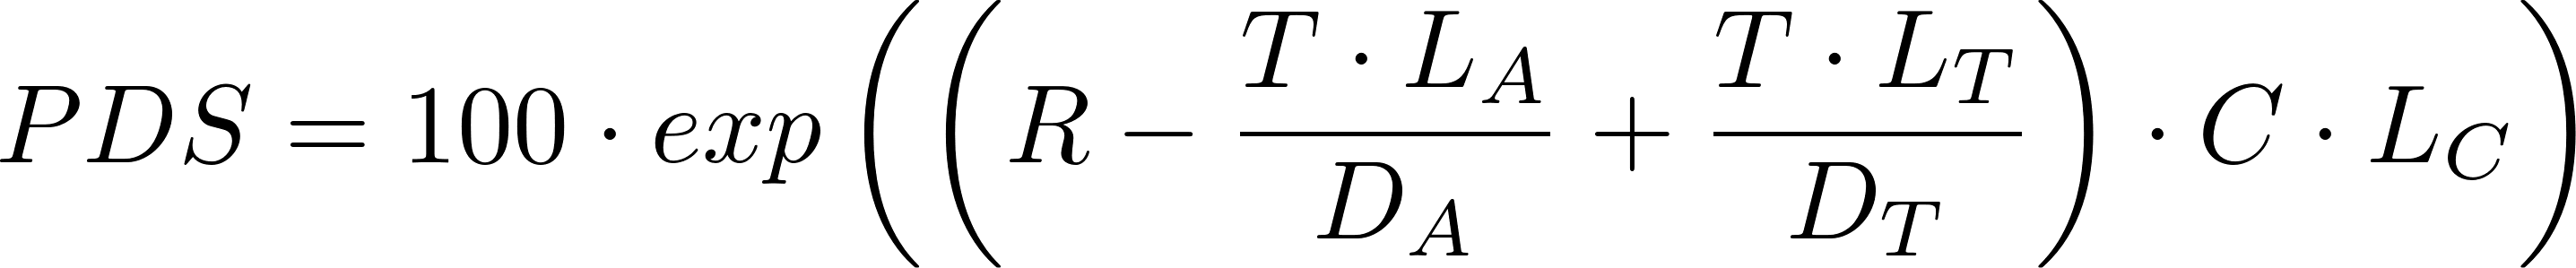 PDS = 100 · exp((R − T · L_A / D_A + T · L_T / D_T) · C · L_C)